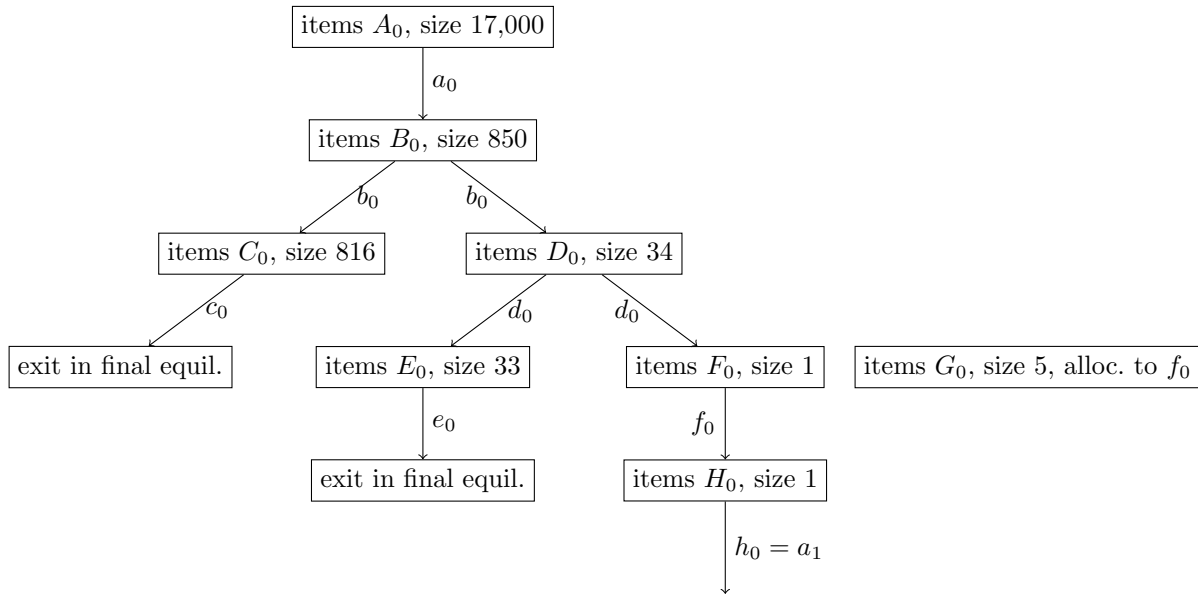 items A₀, size 17,000
a₀
items B₀, size 850
b₀ b₀
items C₀, size 816 items D₀, size 34
c₀ d₀ d₀
exit in final equil. items E₀, size 33 items F₀, size 1 items G₀, size 5, alloc. to f₀
e₀ f₀
exit in final equil. items H₀, size 1
h₀ = a₁